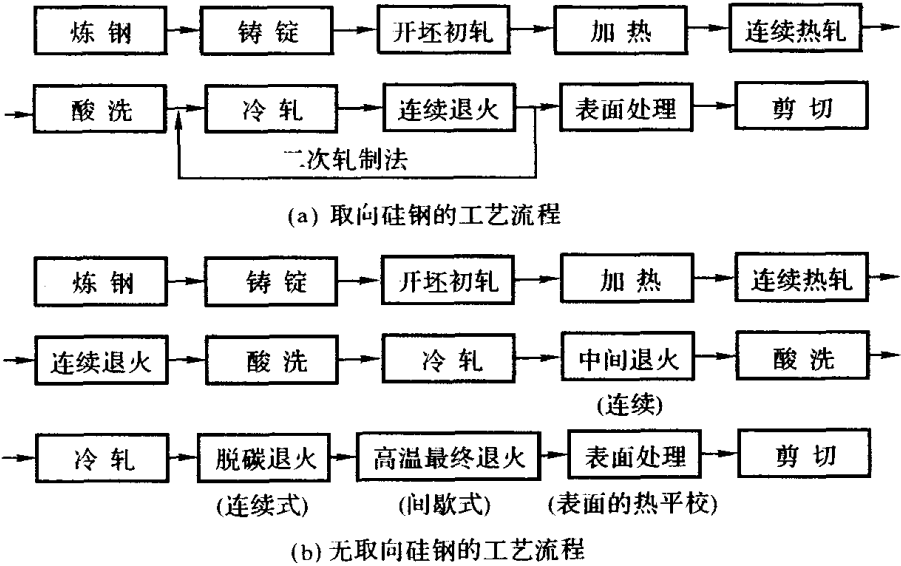 炼钢 铸锭 开坯初轧 加热 连续热轧
酸洗 冷轧 连续退火 表面处理 剪切
二次轧制法
(a) 取向硅钢的工艺流程
炼钢 铸锭 开坯初轧 加热 连续热轧
连续退火 酸洗 冷轧 中间退火 酸洗
(连续)
冷轧 脱碳退火 高温最终退火 表面处理 剪切
(连续式) (间歇式) (表面的热平校)
(b) 无取向硅钢的工艺流程